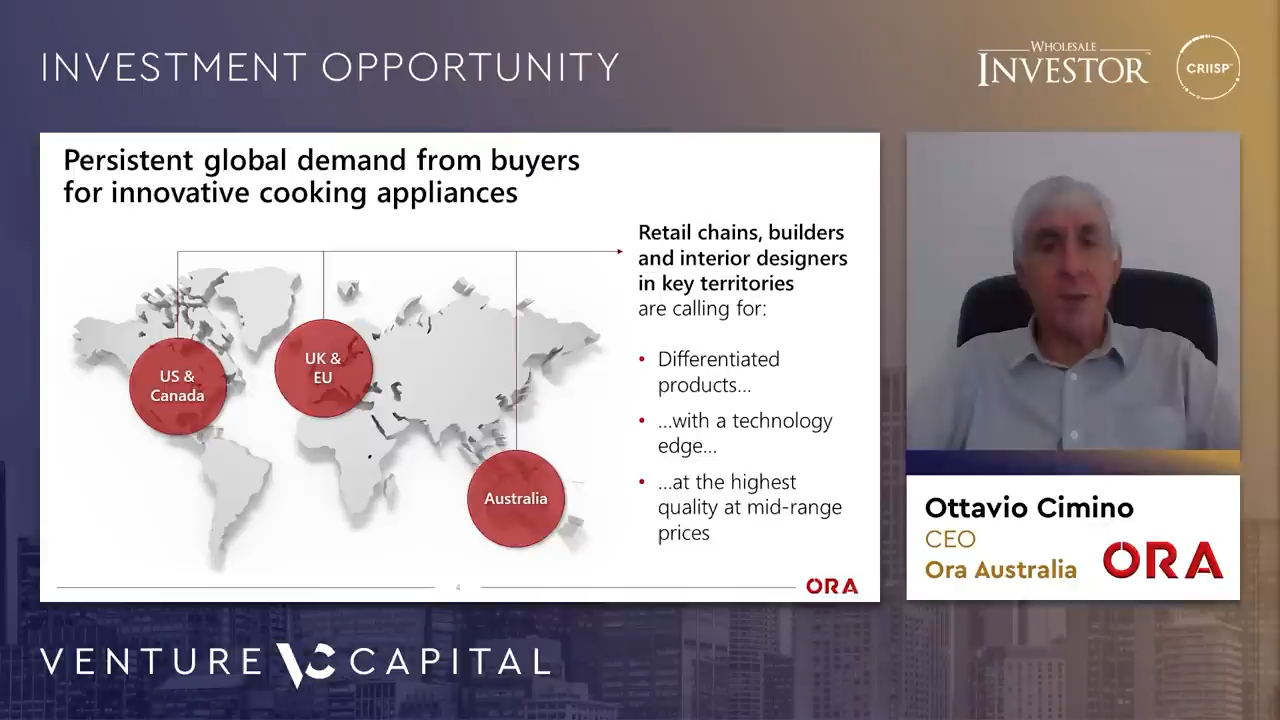 INVESTMENT OPPORTUNITY
WHOLESALE
INVESTOR
CRIISP
Persistent global demand from buyers
for innovative cooking appliances
US &
Canada
UK &
EU
Australia
Retail chains, builders
and interior designers
in key territories
are calling for:
• Differentiated
products...
• ...with a technology
edge...
• ...at the highest
quality at mid-range
prices
4
ORA
Ottavio Cimino
CEO
Ora Australia
ORA
VENTURE VC CAPITAL